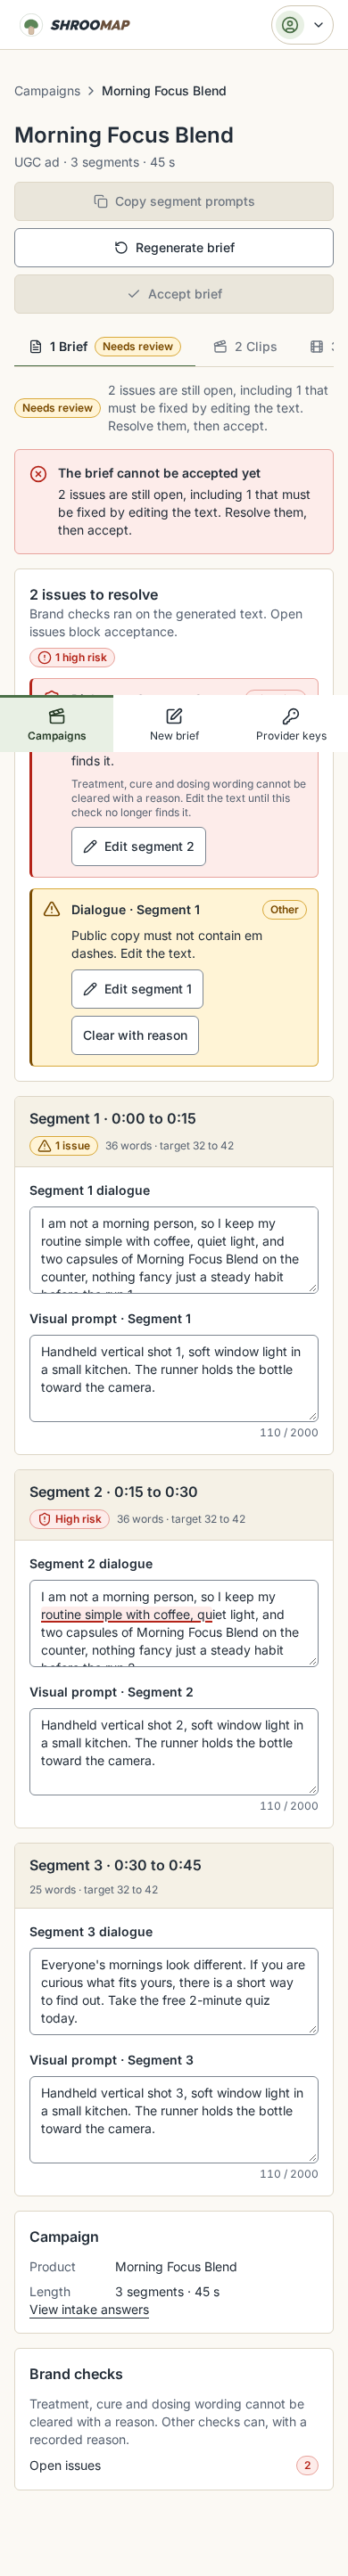 SHROOMAP
Campaigns > Morning Focus Blend
Morning Focus Blend
UGC ad · 3 segments · 45 s
Copy segment prompts
Regenerate brief
Accept brief
1 Brief Needs review 2 Clips
Needs review
2 issues are still open, including 1 that
must be fixed by editing the text.
Resolve them, then accept.
The brief cannot be accepted yet
2 issues are still open, including 1 that must
be fixed by editing the text. Resolve them,
then accept.
2 issues to resolve
Brand checks ran on the generated text. Open
issues block acceptance.
1 high risk
Campaigns
New brief
Provider keys
finds it.
Treatment, cure and dosing wording cannot be
cleared with a reason. Edit the text until this
check no longer finds it.
Edit segment 2
Dialogue · Segment 1 Other
Public copy must not contain em
dashes. Edit the text.
Edit segment 1
Clear with reason
Segment 1 · 0:00 to 0:15
1 issue 36 words · target 32 to 42
Segment 1 dialogue
I am not a morning person, so I keep my
routine simple with coffee, quiet light, and
two capsules of Morning Focus Blend on the
counter, nothing fancy just a steady habit
Visual prompt · Segment 1
Handheld vertical shot 1, soft window light in
a small kitchen. The runner holds the bottle
toward the camera.
110 / 2000
Segment 2 · 0:15 to 0:30
High risk 36 words · target 32 to 42
Segment 2 dialogue
I am not a morning person, so I keep my
routine simple with coffee, quiet light, and
two capsules of Morning Focus Blend on the
counter, nothing fancy just a steady habit
Visual prompt · Segment 2
Handheld vertical shot 2, soft window light in
a small kitchen. The runner holds the bottle
toward the camera.
110 / 2000
Segment 3 · 0:30 to 0:45
25 words · target 32 to 42
Segment 3 dialogue
Everyone's mornings look different. If you are
curious what fits yours, there is a short way
to find out. Take the free 2-minute quiz
today.
Visual prompt · Segment 3
Handheld vertical shot 3, soft window light in
a small kitchen. The runner holds the bottle
toward the camera.
110 / 2000
Campaign
Product Morning Focus Blend
Length 3 segments · 45 s
View intake answers
Brand checks
Treatment, cure and dosing wording cannot be
cleared with a reason. Other checks can, with a
recorded reason.
Open issues 2